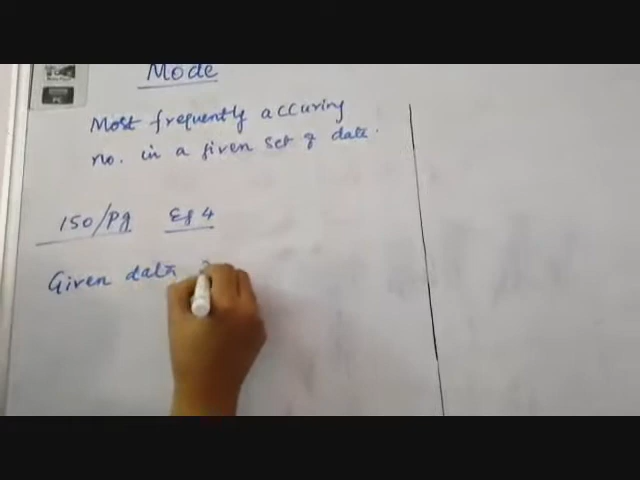 Mode
Most frequently accuring
no. in a given set of data.
150/Pg Eg 4
Given data